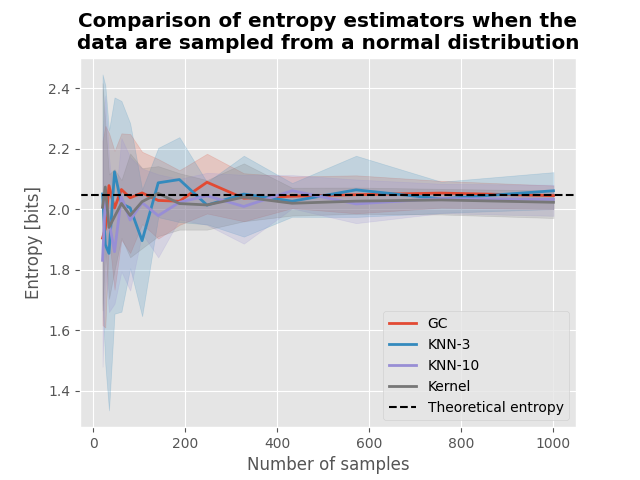 Comparison of entropy estimators when the
data are sampled from a normal distribution
Entropy [bits]
2.4
2.2
2.0
1.8
1.6
1.4
GC
KNN-3
KNN-10
Kernel
Theoretical entropy
0
200
400
600
800
1000
Number of samples